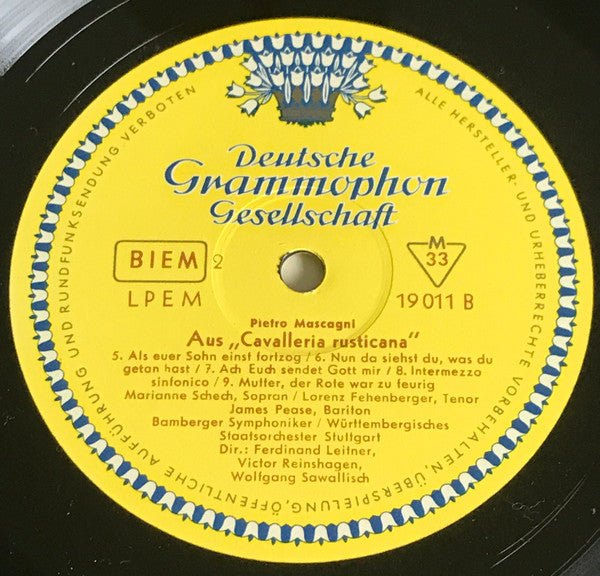 Deutsche
Grammophon
Gesellschaft
BIEM 2
M
33
LPEM
19 011 B
Pietro Mascagni
Aus „Cavalleria rusticana"
5. Als euer Sohn einst fortzog / 6. Nun da siehst du, was du
getan hast / 7. Ach Euch sendet Gott mir / 8. Intermezzo
sinfonico / 9. Mutter, der Rote war zu feurig
Marianne Schech, Sopran / Lorenz Fehenberger, Tenor
James Pease, Bariton
Bamberger Symphoniker / Württembergisches
Staatsorchester Stuttgart
Dir.: Ferdinand Leitner,
Victor Reinshagen,
Wolfgang Sawallisch
ALLE HERSTELLER- UND URHEBERRECHTE VORBEHALTEN, ÜBERSPIELUNG, ÖFFENTLICHE AUFFÜHRUNG UND RUNDFUNKSENDUNG VERBOTEN